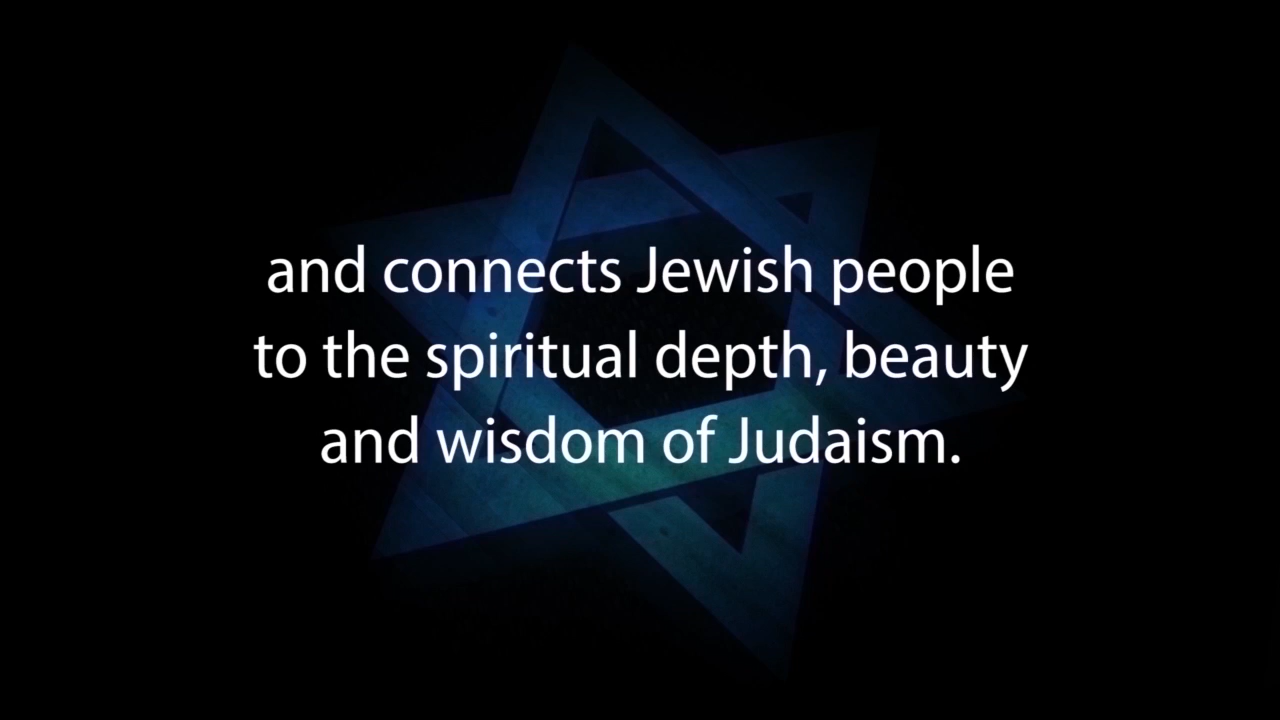 and connects Jewish people
to the spiritual depth, beauty
and wisdom of Judaism.